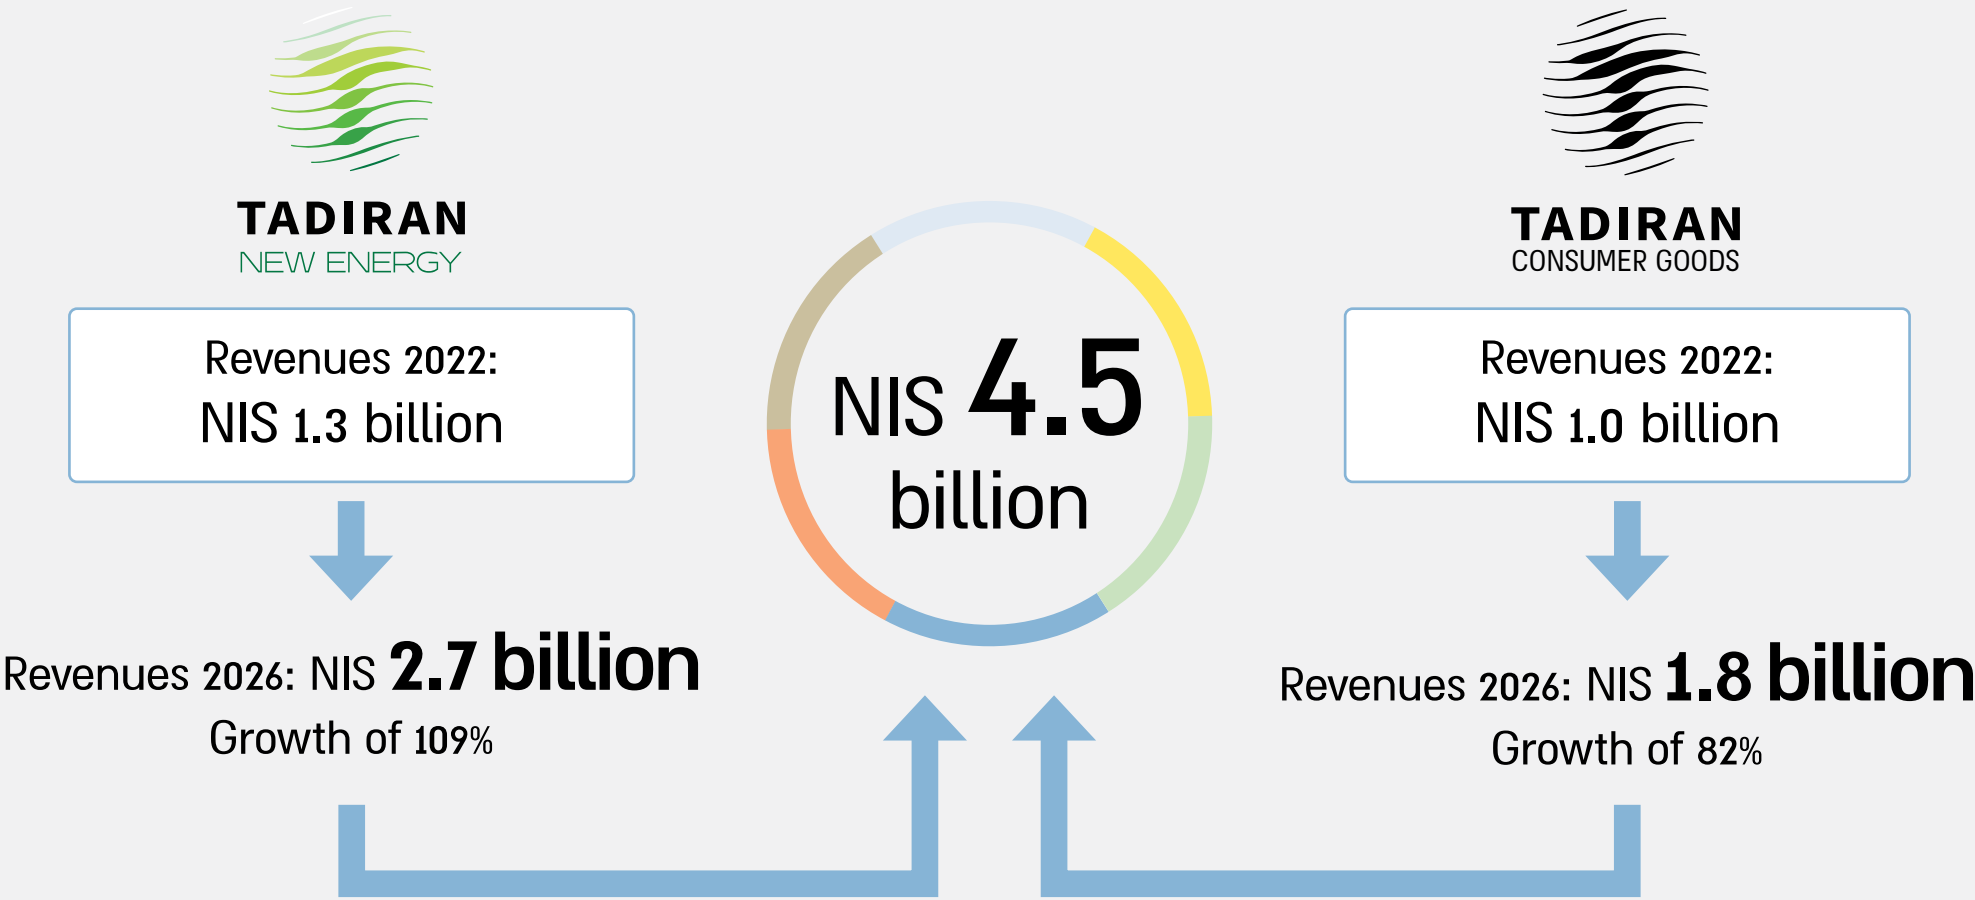 TADIRAN
NEW ENERGY
Revenues 2022:
NIS 1.3 billion
Revenues 2026: NIS 2.7 billion
Growth of 109%
NIS 4.5
billion
TADIRAN
CONSUMER GOODS
Revenues 2022:
NIS 1.0 billion
Revenues 2026: NIS 1.8 billion
Growth of 82%